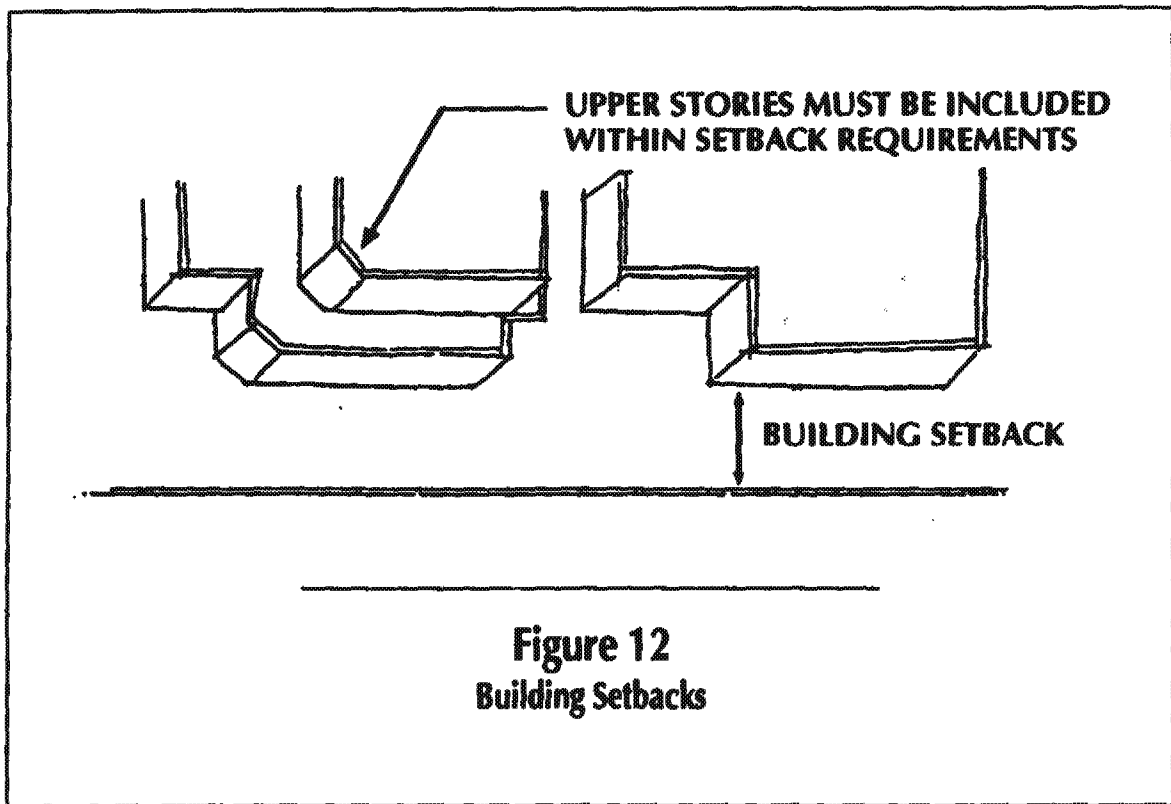 UPPER STORIES MUST BE INCLUDED
WITHIN SETBACK REQUIREMENTS
BUILDING SETBACK
Figure 12
Building Setbacks